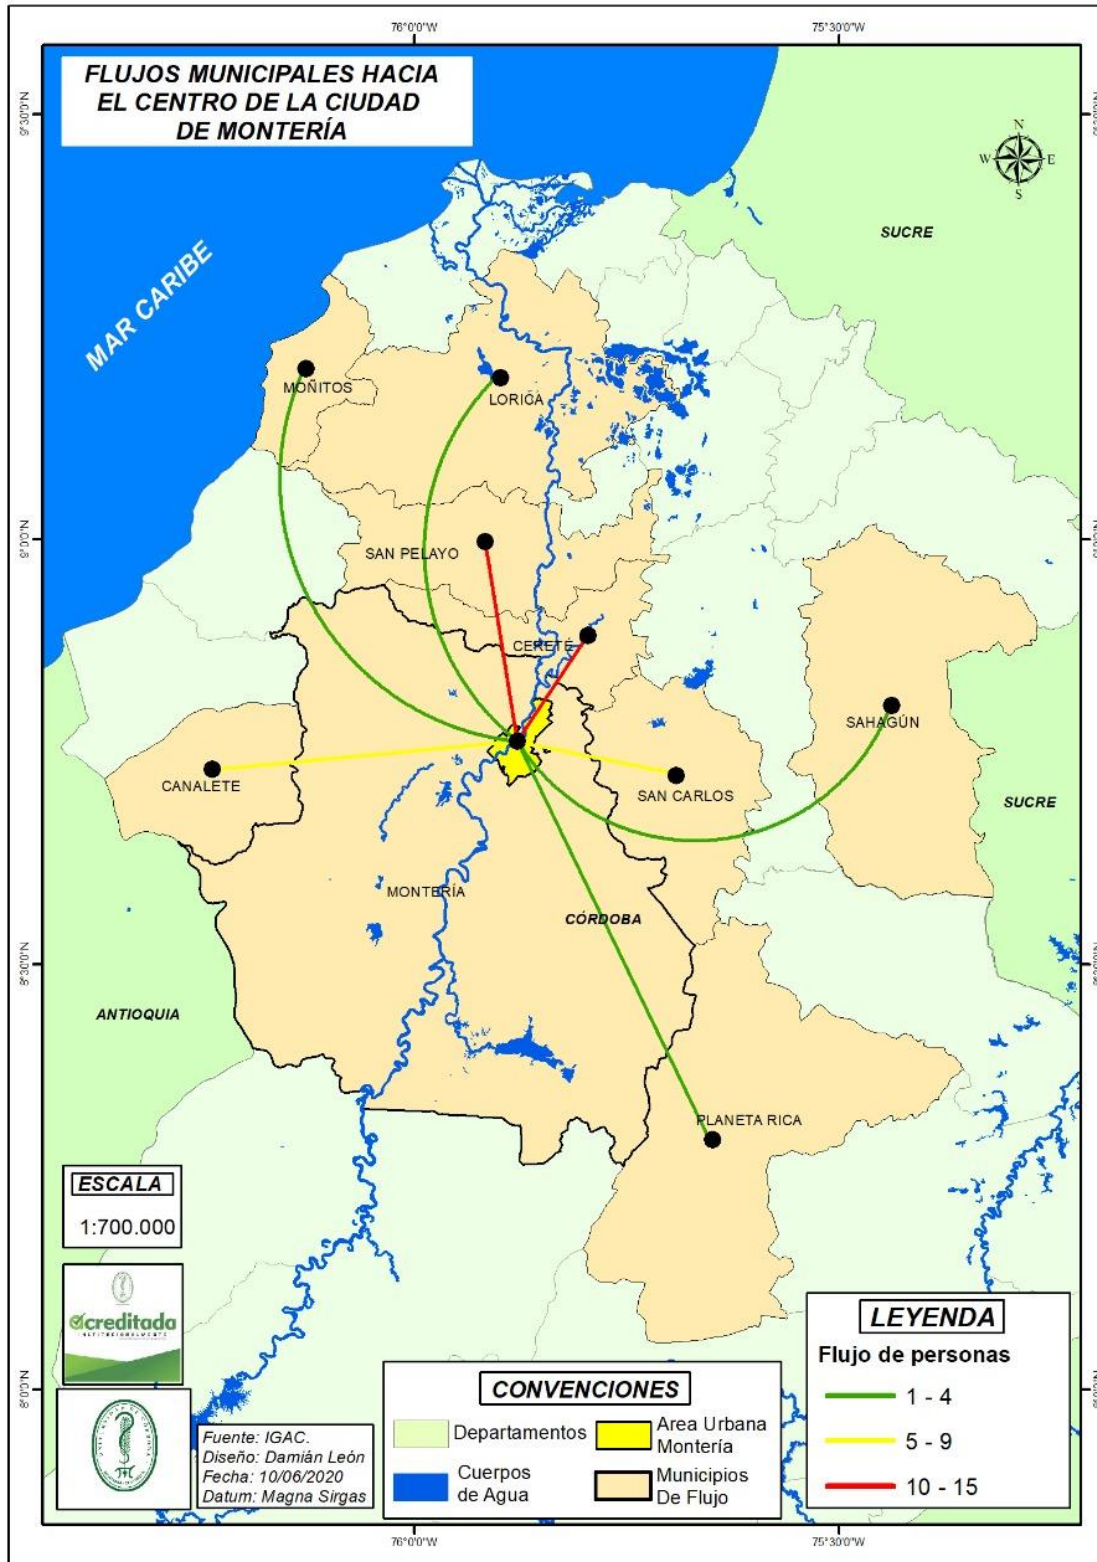 76°0'0"W
75°30'0"W
FLUJOS MUNICIPALES HACIA
EL CENTRO DE LA CIUDAD
DE MONTERÍA
9°30'0"N
N
W
E
S
SUCRE
MAR CARIBE
MOÑITOS
LORICA
9°0'0"N
SAN PELAYO
CERETÉ
SAHAGÚN
CANALETE
SAN CARLOS
SUCRE
MONTERÍA
CÓRDOBA
8°30'0"N
ANTIOQUIA
PLANETA RICA
ESCALA
1:700.000
creditada
INSTITUCIONALMENTE
LEYENDA
Flujo de personas
1 - 4
5 - 9
10 - 15
CONVENCIONES
Departamentos
Area Urbana
Montería
Cuerpos
de Agua
Municipios
De Flujo
8°0'0"N
Fuente: IGAC.
Diseño: Damián León
Fecha: 10/06/2020
Datum: Magna Sirgas
76°0'0"W
75°30'0"W